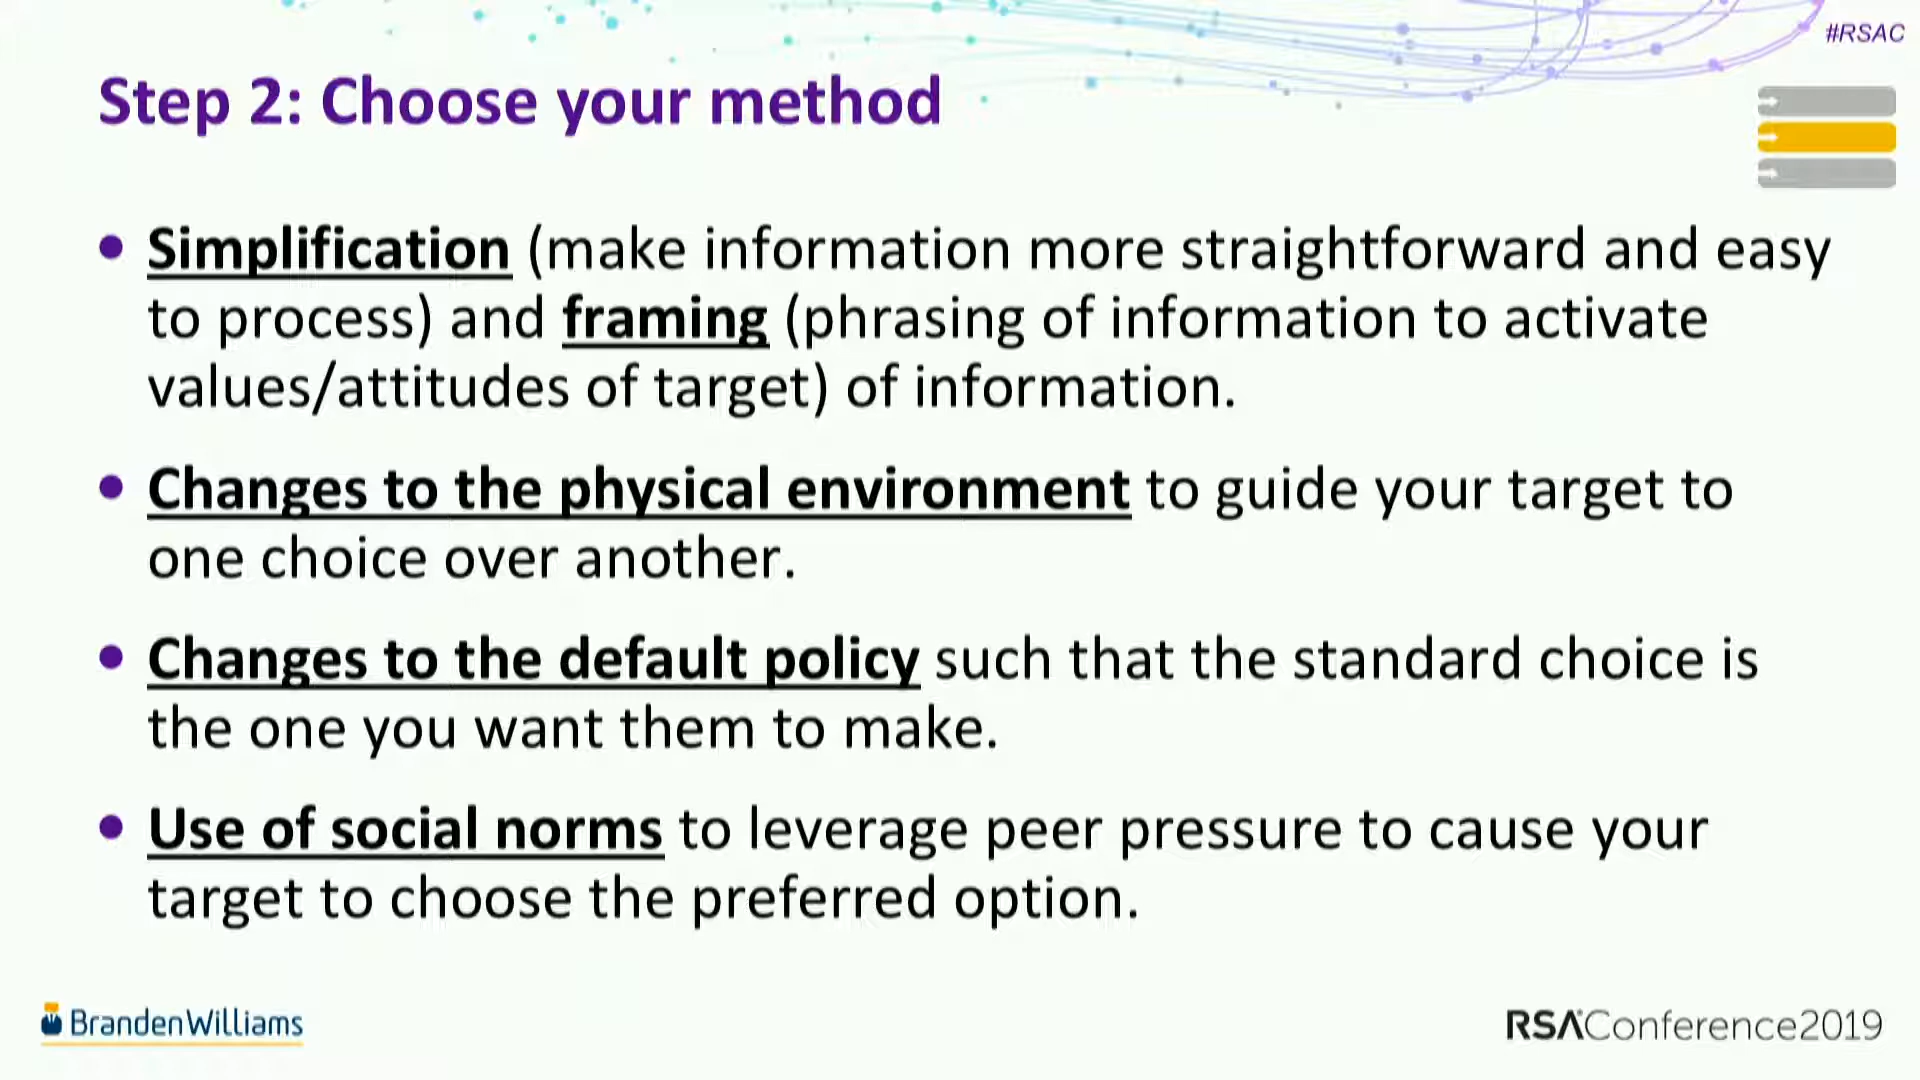 #RSAC
Step 2: Choose your method
• Simplification (make information more straightforward and easy
to process) and framing (phrasing of information to activate
values/attitudes of target) of information.
• Changes to the physical environment to guide your target to
one choice over another.
• Changes to the default policy such that the standard choice is
the one you want them to make.
• Use of social norms to leverage peer pressure to cause your
target to choose the preferred option.
BrandenWilliams
RSAConference2019